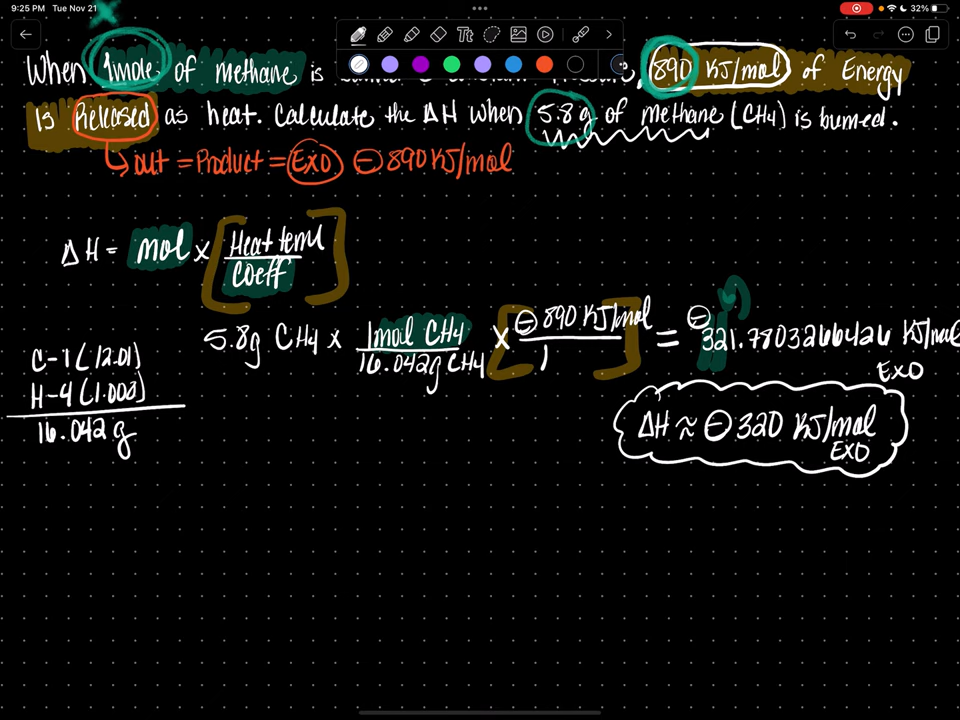 9:25 PM Tue Nov 21
32%
When 1mole of methane is 890 KJ/mol of Energy
Is Released as heat. Calculate the ΔH when 5.8g of methane (CH4) is burned.
↳ out = Product = EXO ⊖ 890 KJ/mol
ΔH = mol x [Heat term / coeff]
5.8g CH4 x 1mol CH4 / 16.042g CH4 x [⊖ 890 KJ/mol / 1] = ⊖ 321.7803266426 KJ/mol
EXO
C-1 (12.01)
H-4 (1.008)
16.042g
ΔH ≈ ⊖ 320 KJ/mol
EXO